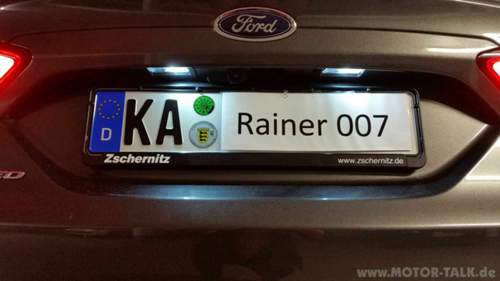 Ford
KA Rainer 007
D
Zschernitz www.zschernitz.de
www.MOTOR-TALK.de